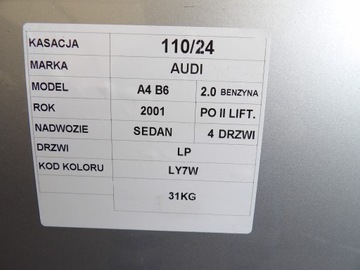 KASACJA 110/24
MARKA AUDI
MODEL A4 B6 2.0 BENZYNA
ROK 2001 PO II LIFT.
NADWOZIE SEDAN 4 DRZWI
DRZWI LP
KOD KOLORU LY7W
31KG